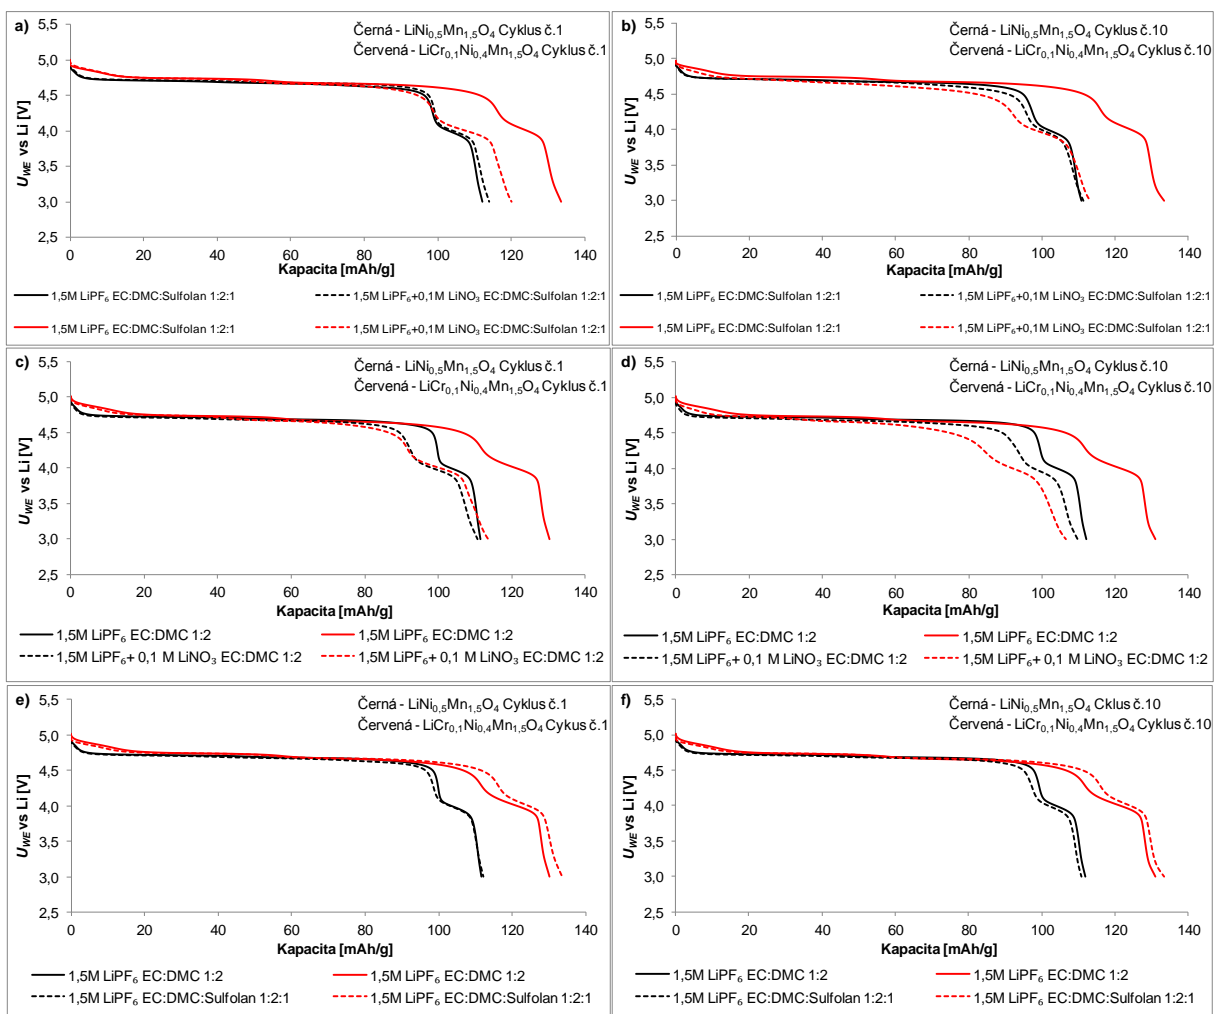 a)
Černá - LiNi0,5Mn1,5O4 Cyklus č.1
Červená - LiCr0,1Ni0,4Mn1,5O4 Cyklus č.1
5,5
5,0
4,5
4,0
3,5
3,0
2,5
UWE vs Li [V]
0 20 40 60 80 100 120 140
Kapacita [mAh/g]
1,5M LiPF6 EC:DMC:Sulfolan 1:2:1
1,5M LiPF6+0,1M LiNO3 EC:DMC:Sulfolan 1:2:1
1,5M LiPF6 EC:DMC:Sulfolan 1:2:1
1,5M LiPF6+0,1M LiNO3 EC:DMC:Sulfolan 1:2:1
b)
Černá - LiNi0,5Mn1,5O4 Cyklus č.10
Červená - LiCr0,1Ni0,4Mn1,5O4 Cyklus č.10
5,5
5,0
4,5
4,0
3,5
3,0
2,5
UWE vs Li [V]
0 20 40 60 80 100 120 140
Kapacita [mAh/g]
1,5M LiPF6 EC:DMC:Sulfolan 1:2:1
1,5M LiPF6+0,1M LiNO3 EC:DMC:Sulfolan 1:2:1
1,5M LiPF6 EC:DMC:Sulfolan 1:2:1
1,5M LiPF6+0,1M LiNO3 EC:DMC:Sulfolan 1:2:1
c)
Černá - LiNi0,5Mn1,5O4 Cyklus č.1
Červená - LiCr0,1Ni0,4Mn1,5O4 Cyklus č.1
5,5
5,0
4,5
4,0
3,5
3,0
2,5
UWE vs Li [V]
0 20 40 60 80 100 120 140
Kapacita [mAh/g]
1,5M LiPF6 EC:DMC 1:2
1,5M LiPF6 EC:DMC 1:2
1,5M LiPF6+ 0,1 M LiNO3 EC:DMC 1:2
1,5M LiPF6+ 0,1 M LiNO3 EC:DMC 1:2
d)
Černá - LiNi0,5Mn1,5O4 Cyklus č.10
Červená - LiCr0,1Ni0,4Mn1,5O4 Cyklus č.10
5,5
5,0
4,5
4,0
3,5
3,0
2,5
UWE vs Li [V]
0 20 40 60 80 100 120 140
Kapacita [mAh/g]
1,5M LiPF6 EC:DMC 1:2
1,5M LiPF6 EC:DMC 1:2
1,5M LiPF6+ 0,1 M LiNO3 EC:DMC 1:2
1,5M LiPF6+ 0,1 M LiNO3 EC:DMC 1:2
e)
Černá - LiNi0,5Mn1,5O4 Cyklus č.1
Červená - LiCr0,1Ni0,4Mn1,5O4 Cykus č.1
5,5
5,0
4,5
4,0
3,5
3,0
2,5
UWE vs Li [V]
0 20 40 60 80 100 120 140
Kapacita [mAh/g]
1,5M LiPF6 EC:DMC 1:2
1,5M LiPF6 EC:DMC 1:2
1,5M LiPF6 EC:DMC:Sulfolan 1:2:1
1,5M LiPF6 EC:DMC:Sulfolan 1:2:1
f)
Černá - LiNi0,5Mn1,5O4 Cklus č.10
Červená - LiCr0,1Ni0,4Mn1,5O4 Cyklus č.10
5,5
5,0
4,5
4,0
3,5
3,0
2,5
UWE vs Li [V]
0 20 40 60 80 100 120 140
Kapacita [mAh/g]
1,5M LiPF6 EC:DMC 1:2
1,5M LiPF6 EC:DMC 1:2
1,5M LiPF6 EC:DMC:Sulfolan 1:2:1
1,5M LiPF6 EC:DMC:Sulfolan 1:2:1